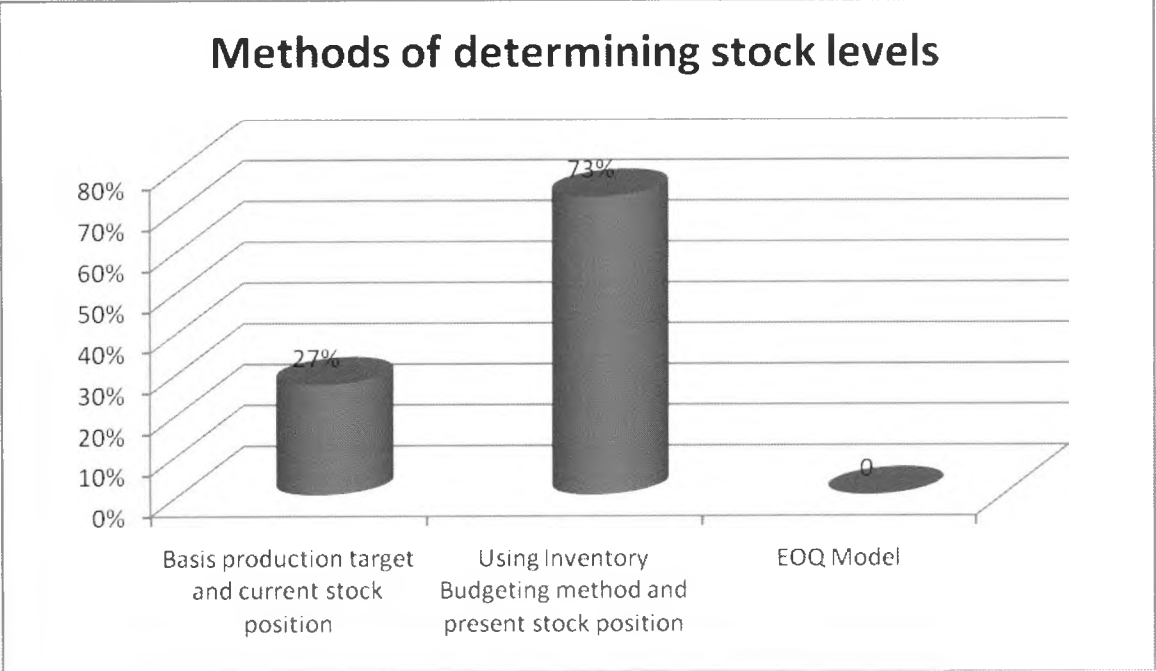 Methods of determining stock levels
80%
70%
60%
50%
40%
30%
20%
10%
0%
27%
73%
0
Basis production target
and current stock
position
Using Inventory
Budgeting method and
present stock position
EOQ Model